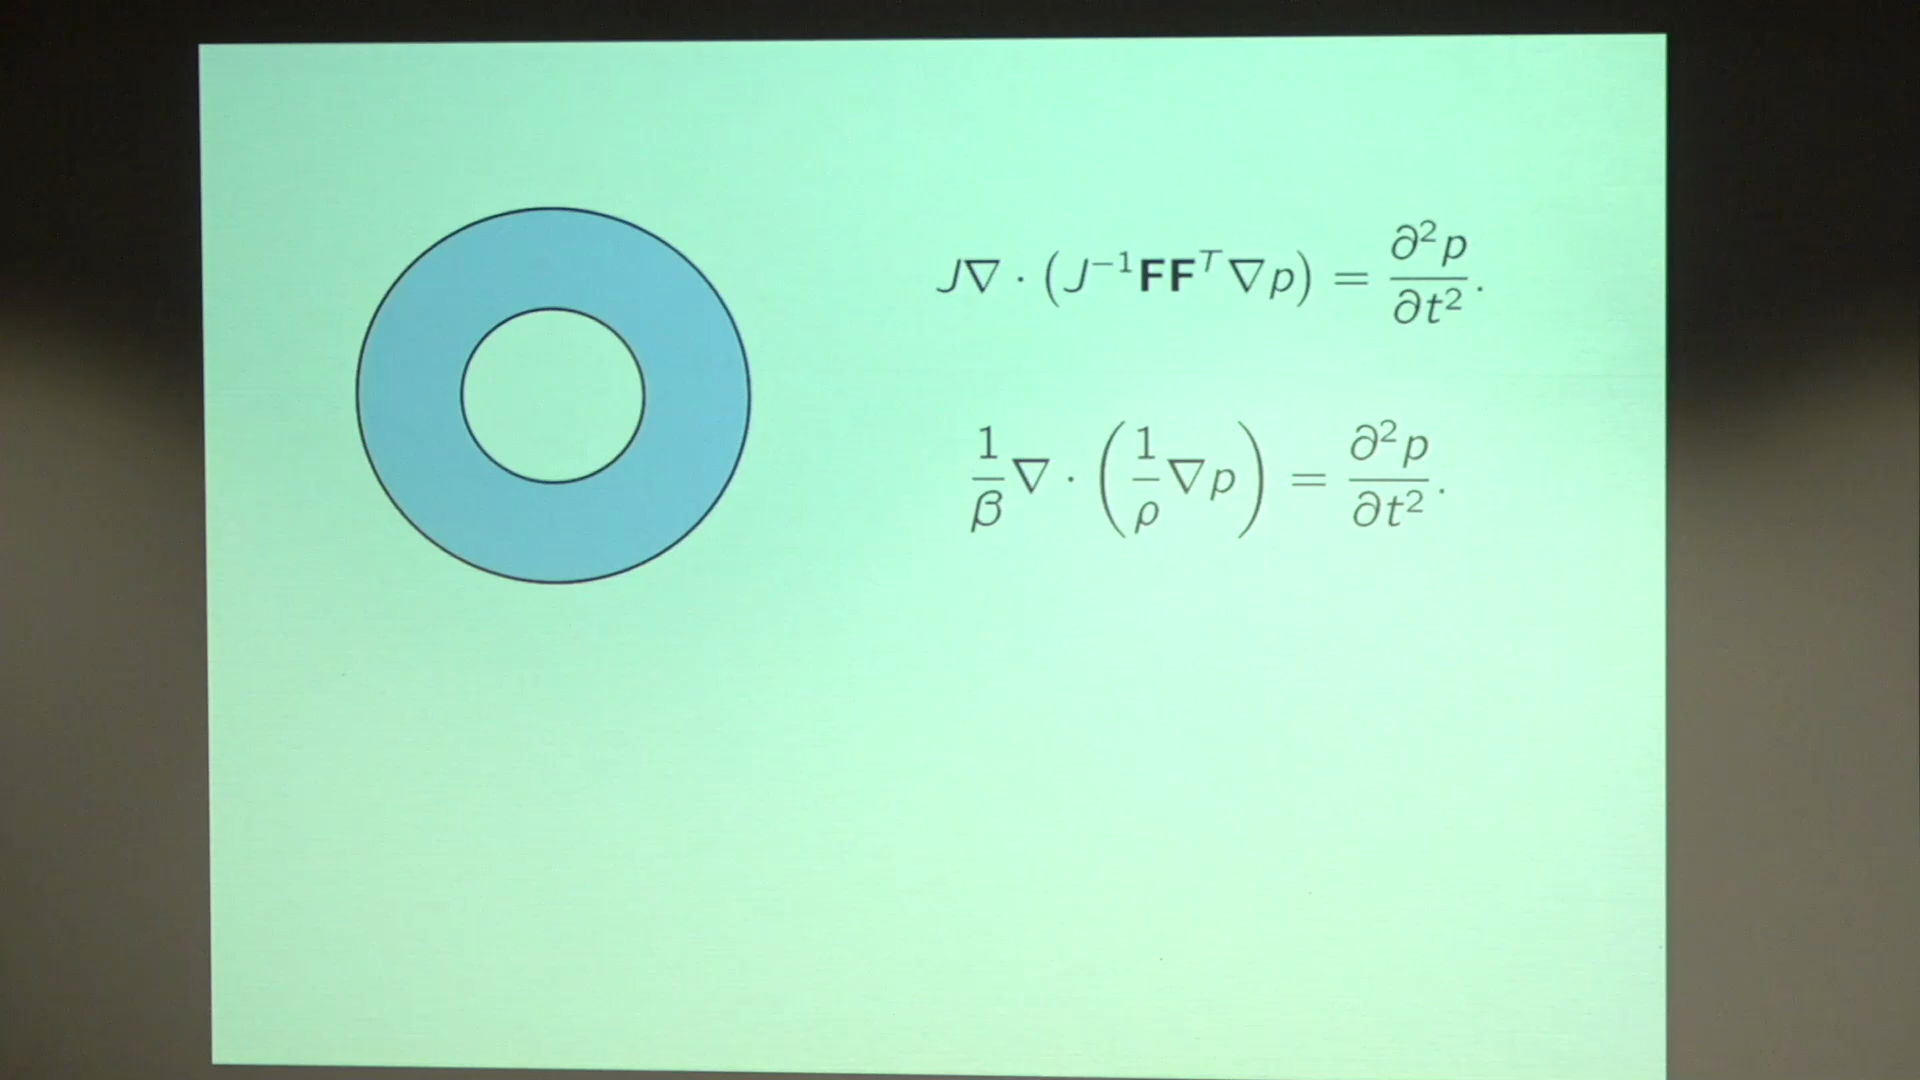 J∇ · (J⁻¹FFᵀ∇p) = ∂²p/∂t².
1/β ∇ · (1/ρ ∇p) = ∂²p/∂t².